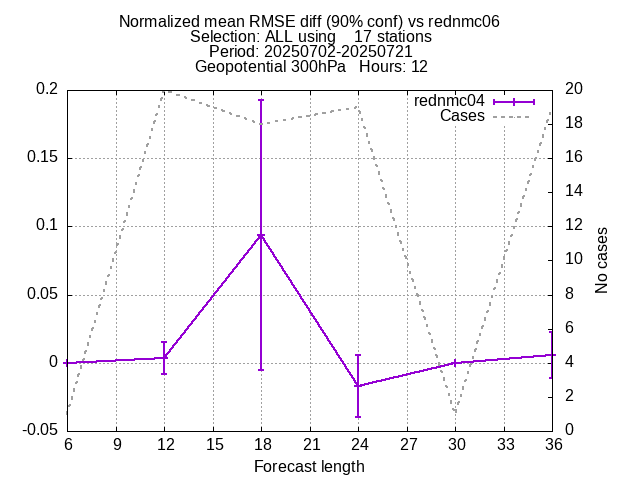 Normalized mean RMSE diff (90% conf) vs rednmc06
Selection: ALL using    17 stations
Period: 20250702-20250721
Geopotential 300hPa   Hours: 12
rednmc04
Cases
0.2
0.15
0.1
0.05
0
-0.05
20
18
16
14
12
10
8
6
4
2
0
No cases
6 9 12 15 18 21 24 27 30 33 36
Forecast length